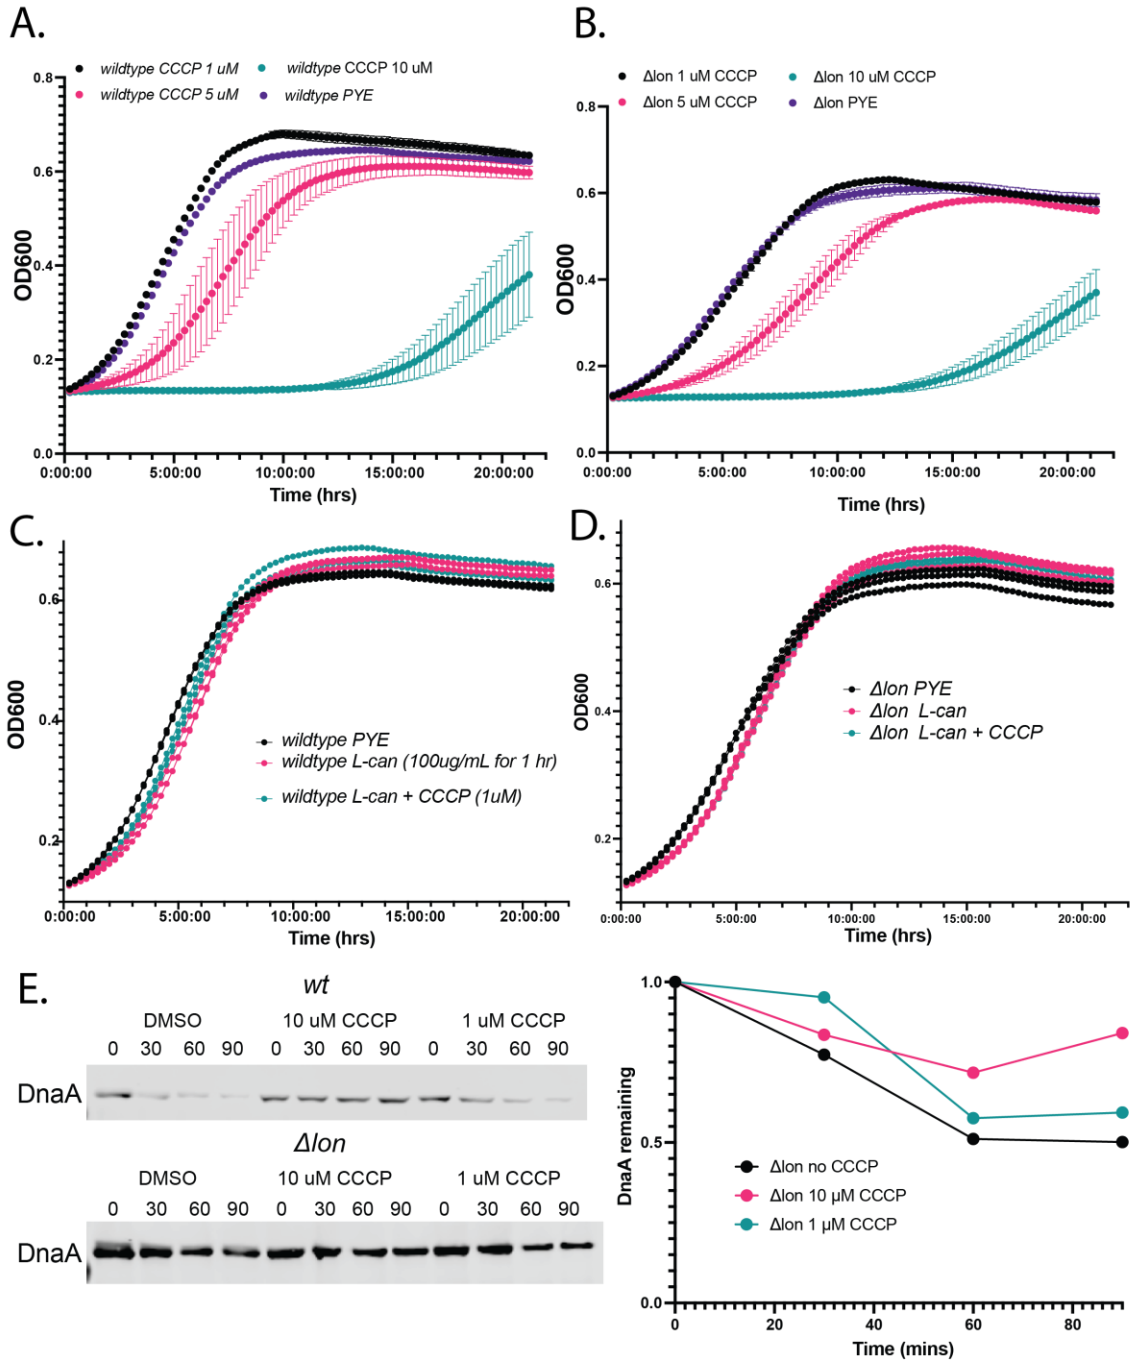 A.
wildtype CCCP 1 uM
wildtype CCCP 10 uM
wildtype CCCP 5 uM
wildtype PYE
0.8
0.6
0.4
0.2
0.0
OD600
0:00:00
5:00:00
10:00:00
15:00:00
20:00:00
Time (hrs)
B.
Δlon 1 uM CCCP
Δlon 10 uM CCCP
Δlon 5 uM CCCP
Δlon PYE
0.8
0.6
0.4
0.2
0.0
OD600
0:00:00
5:00:00
10:00:00
15:00:00
20:00:00
Time (hrs)
C.
0.6
0.4
0.2
OD600
wildtype PYE
wildtype L-can (100ug/mL for 1 hr)
wildtype L-can + CCCP (1uM)
0:00:00
5:00:00
10:00:00
15:00:00
20:00:00
Time (hrs)
D.
0.6
0.4
0.2
OD600
Δlon PYE
Δlon L-can
Δlon L-can + CCCP
0:00:00
5:00:00
10:00:00
15:00:00
20:00:00
Time (hrs)
E.
wt
DMSO 10 uM CCCP 1 uM CCCP
0 30 60 90 0 30 60 90 0 30 60 90
DnaA
Δlon
DMSO 10 uM CCCP 1 uM CCCP
0 30 60 90 0 30 60 90 0 30 60 90
DnaA
1.0
0.5
0.0
DnaA remaining
Δlon no CCCP
Δlon 10 µM CCCP
Δlon 1 µM CCCP
0 20 40 60 80
Time (mins)